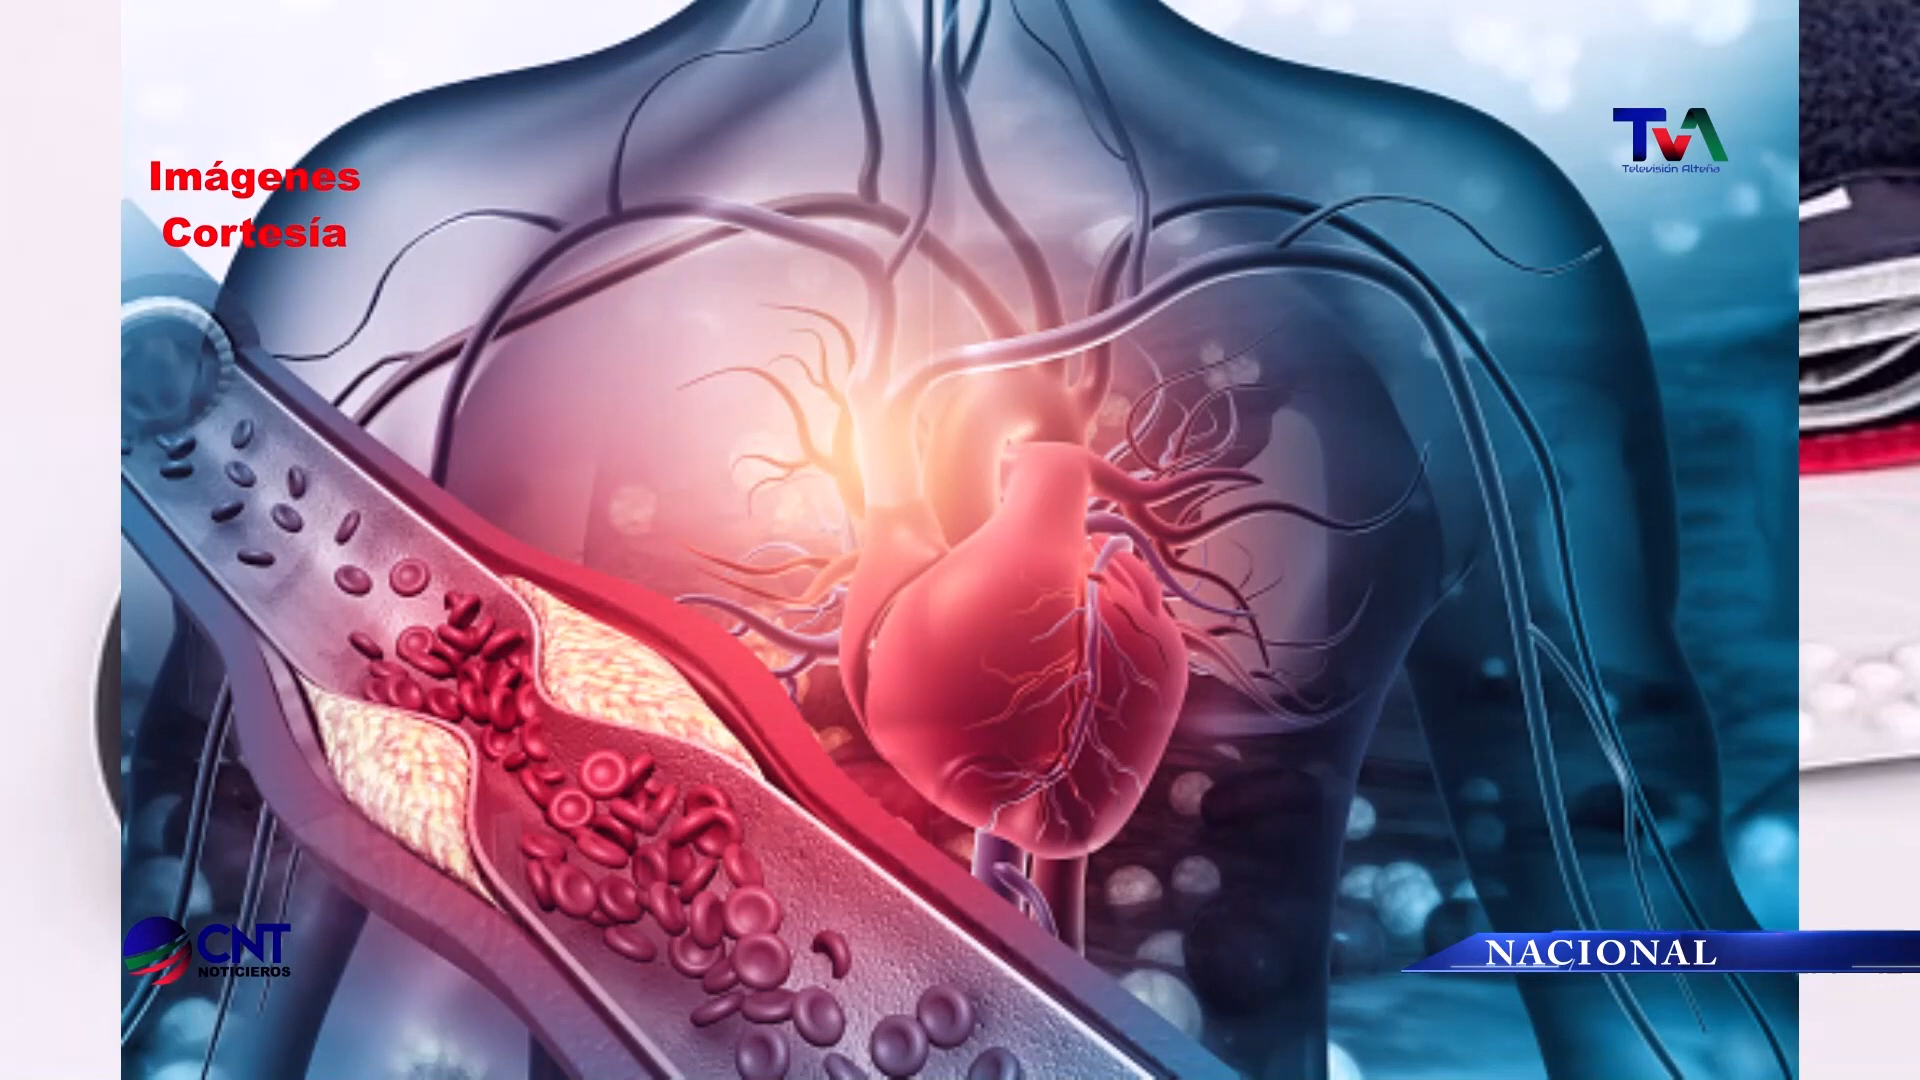 TvA
Televisión Alteña
Imágenes
Cortesía
CNT
NOTICIEROS
NACIONAL